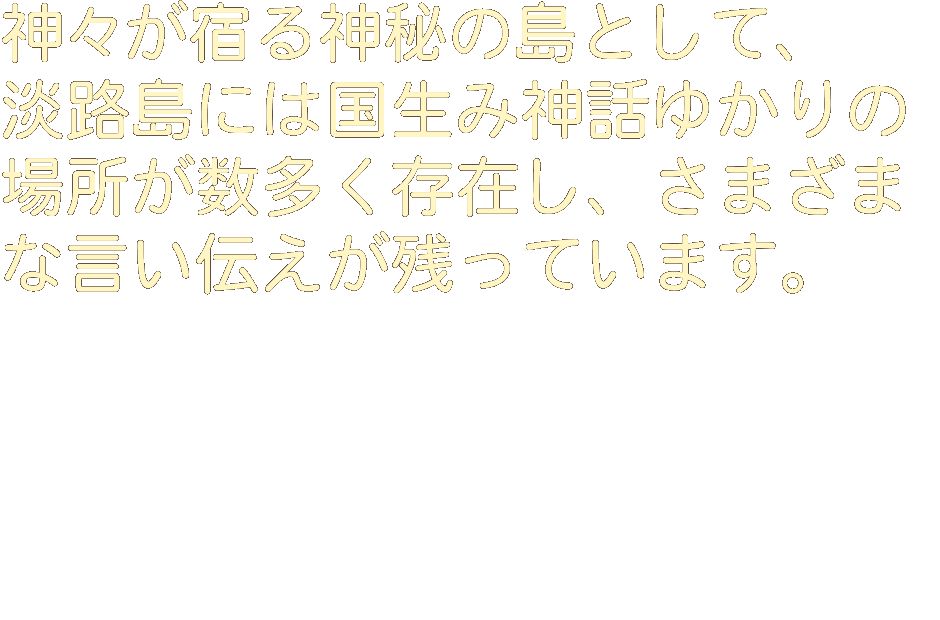 神々が宿る神秘の島として、
淡路島には国生み神話ゆかりの
場所が数多く存在し、さまざま
な言い伝えが残っています。